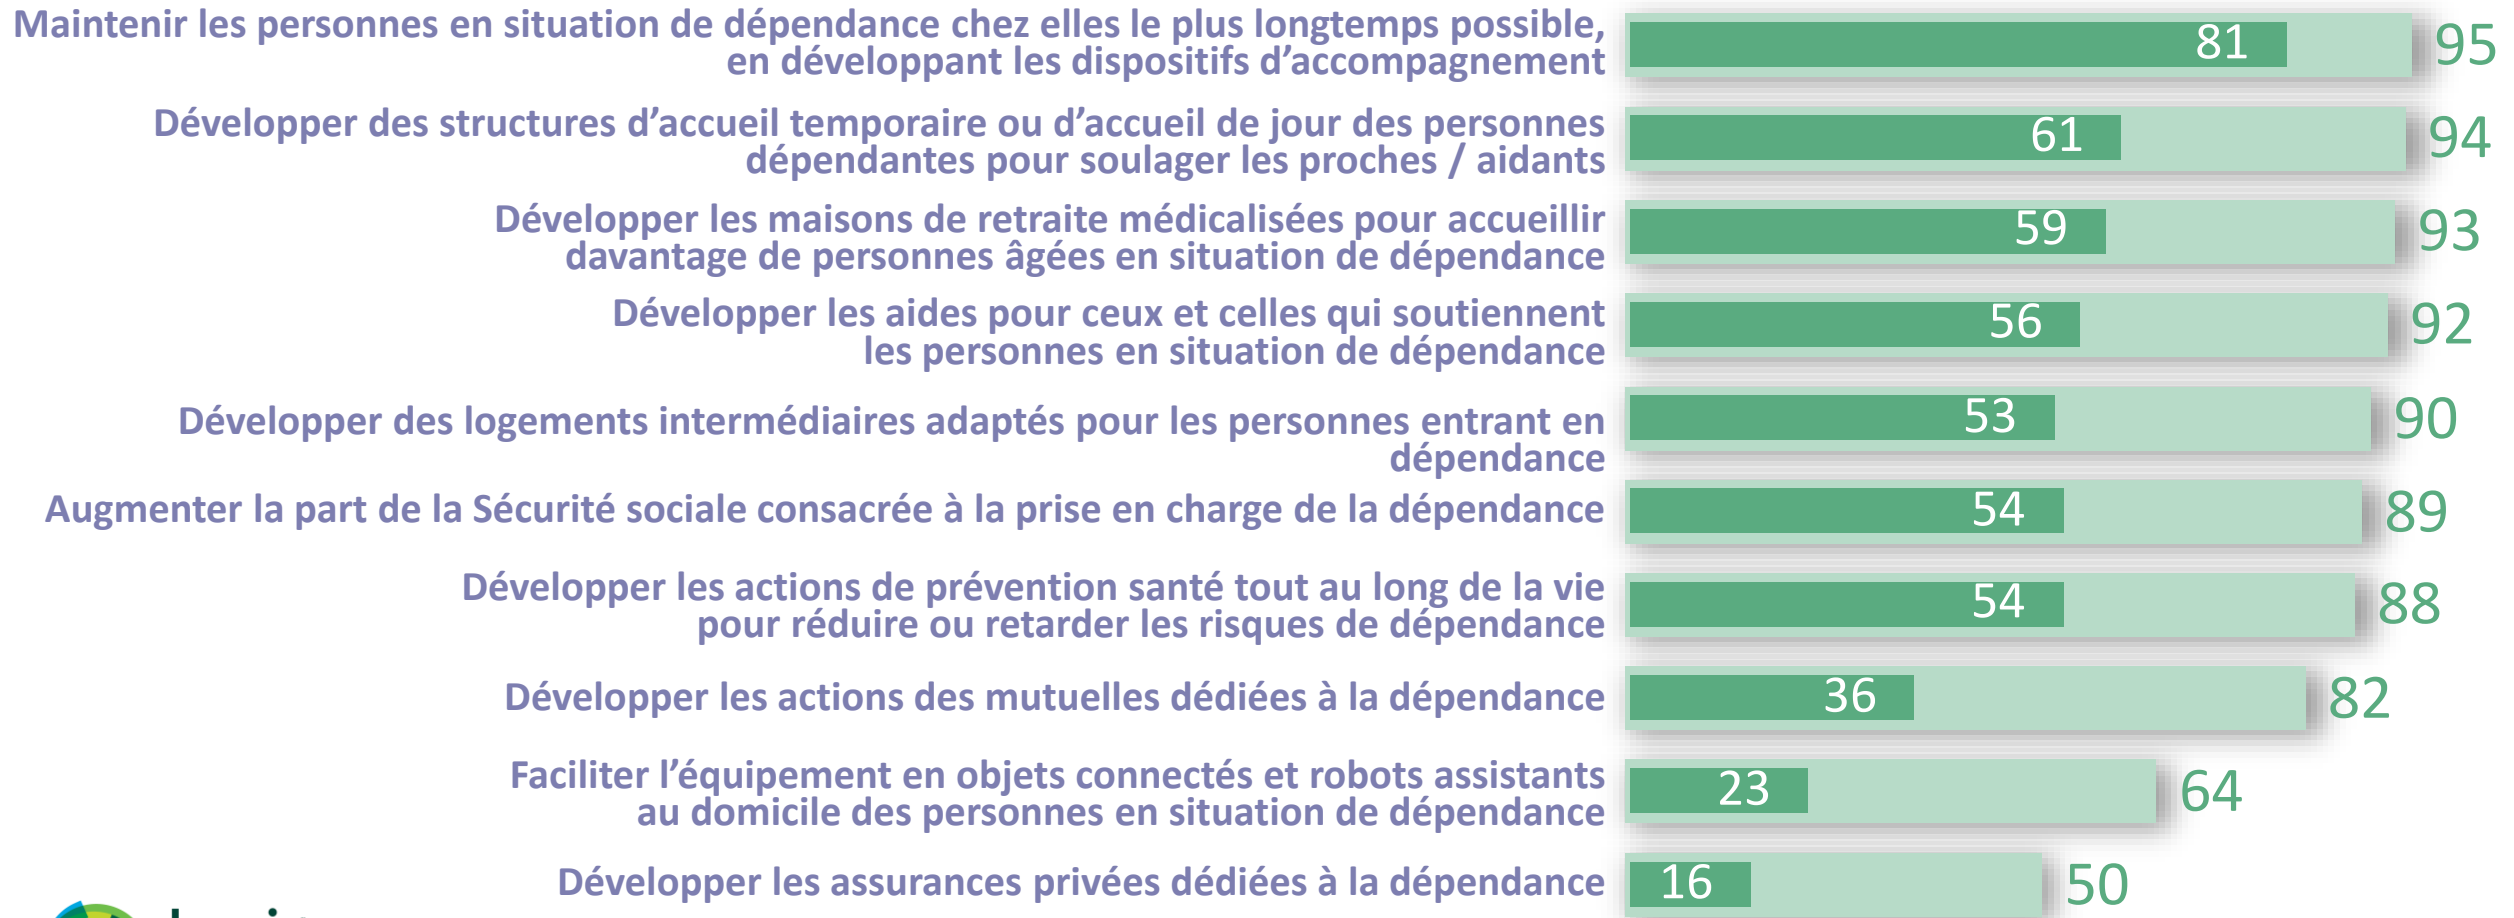 Maintenir les personnes en situation de dépendance chez elles le plus longtemps possible,
en développant les dispositifs d’accompagnement
81
95
Développer des structures d’accueil temporaire ou d’accueil de jour des personnes
dépendantes pour soulager les proches / aidants
61
94
Développer les maisons de retraite médicalisées pour accueillir
davantage de personnes âgées en situation de dépendance
59
93
Développer les aides pour ceux et celles qui soutiennent
les personnes en situation de dépendance
56
92
Développer des logements intermédiaires adaptés pour les personnes entrant en
dépendance
53
90
Augmenter la part de la Sécurité sociale consacrée à la prise en charge de la dépendance
54
89
Développer les actions de prévention santé tout au long de la vie
pour réduire ou retarder les risques de dépendance
54
88
Développer les actions des mutuelles dédiées à la dépendance
36
82
Faciliter l’équipement en objets connectés et robots assistants
au domicile des personnes en situation de dépendance
23
64
Développer les assurances privées dédiées à la dépendance
16
50